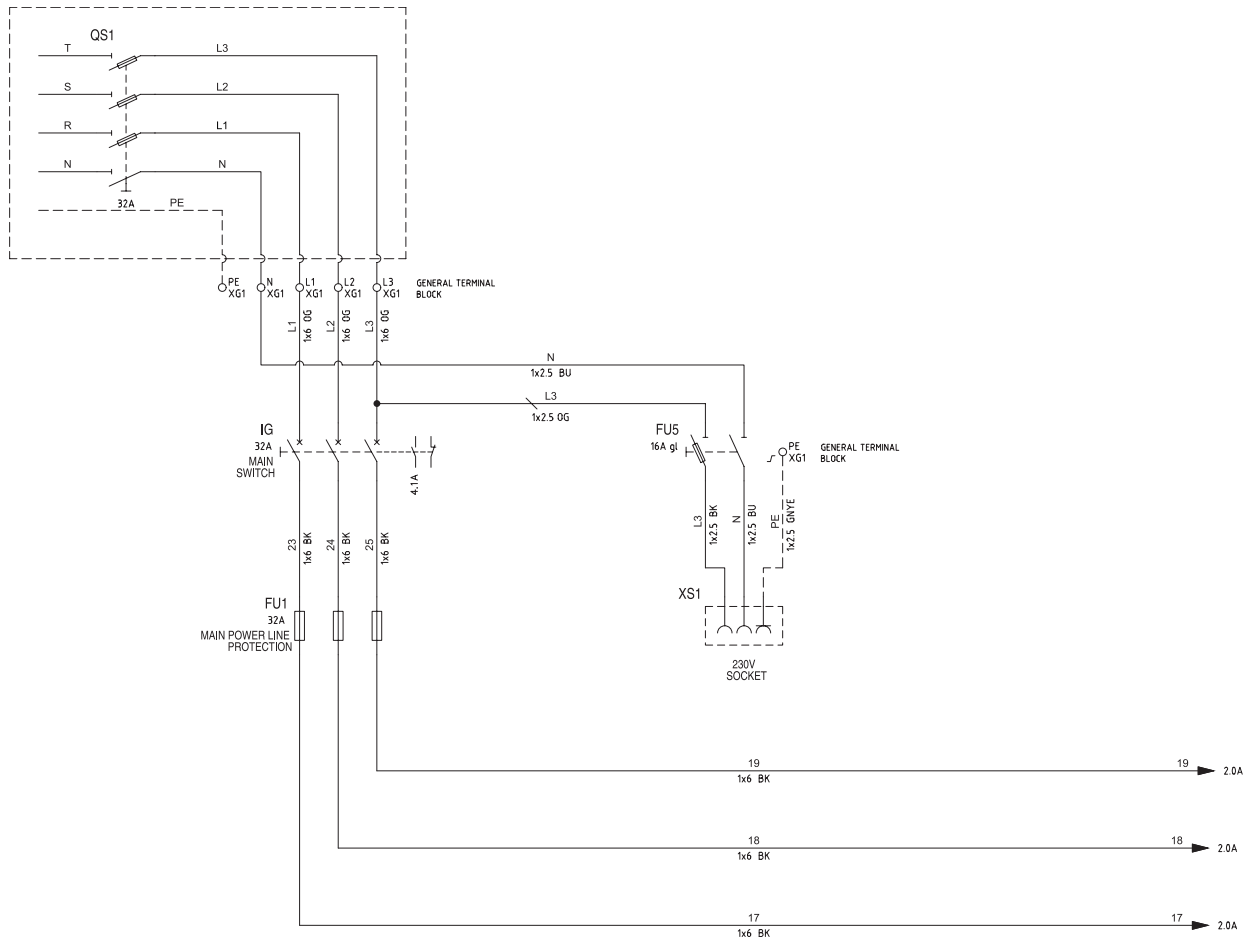 QS1
T
L3
S
L2
R
L1
N
N
32A
PE
PE
XG1
N
XG1
L1
XG1
L2
XG1
L3
XG1
GENERAL TERMINAL
BLOCK
L1
1x6 OG
L2
1x6 OG
L3
1x6 OG
N
1x2.5 BU
L3
1x2.5 OG
IG
32A
MAIN
SWITCH
4.1A
FU5
16A gl
PE
XG1
GENERAL TERMINAL
BLOCK
23
1x6 BK
24
1x6 BK
25
1x6 BK
L3
1x2.5 BK
N
1x2.5 BU
PE
1x2.5 GNYE
FU1
32A
MAIN POWER LINE
PROTECTION
XS1
230V
SOCKET
19
1x6 BK
19
2.0A
18
1x6 BK
18
2.0A
17
1x6 BK
17
2.0A